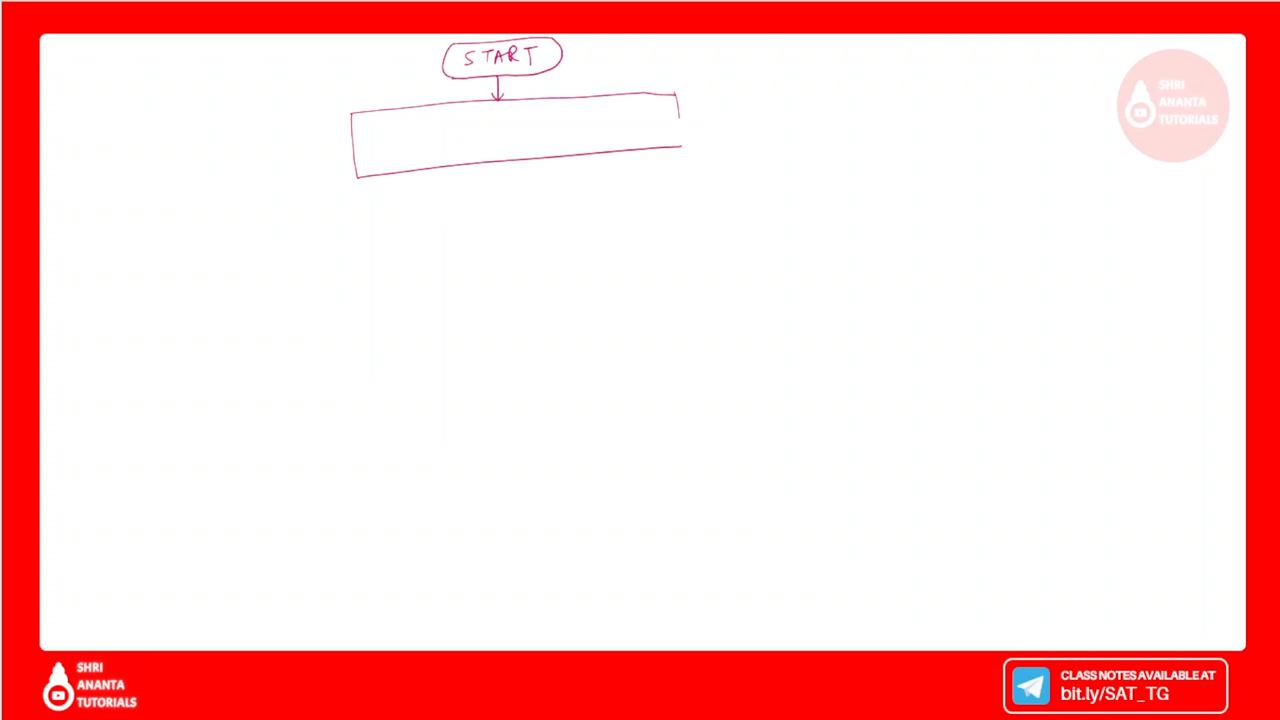 START
SHRI
ANANTA
TUTORIALS
SHRI
ANANTA
TUTORIALS
CLASS NOTES AVAILABLE AT
bit.ly/SAT_TG